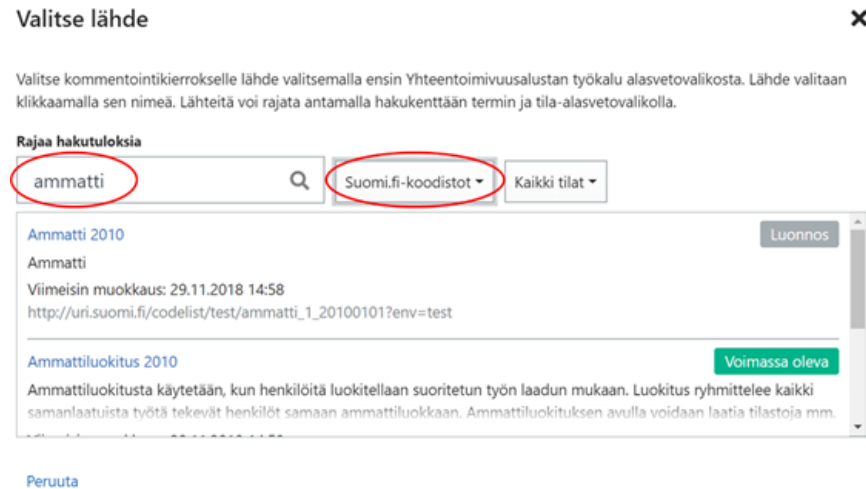 Valitse lähde
Valitse kommentointikierrokselle lähde valitsemalla ensin Yhteentoimivuusalustan työkalu alasvetovalikosta. Lähde valitaan
klikkaamalla sen nimeä. Lähteitä voi rajata antamalla hakukenttään termin ja tila-alasvetovalikolla.
Rajaa hakutuloksia
ammatti Suomi.fi-koodistot Kaikki tilat
Ammatti 2010 Luonnos
Ammatti
Viimeisin muokkaus: 29.11.2018 14:58
http://uri.suomi.fi/codelist/test/ammatti_1_20100101?env=test
Ammattiluokitus 2010 Voimassa oleva
Ammattiluokitusta käytetään, kun henkilöitä luokitellaan suoritetun työn laadun mukaan. Luokitus ryhmittelee kaikki
samanlaatuista työtä tekevät henkilöt samaan ammattiluokkaan. Ammattiluokituksen avulla voidaan laatia tilastoja mm.
Peruuta